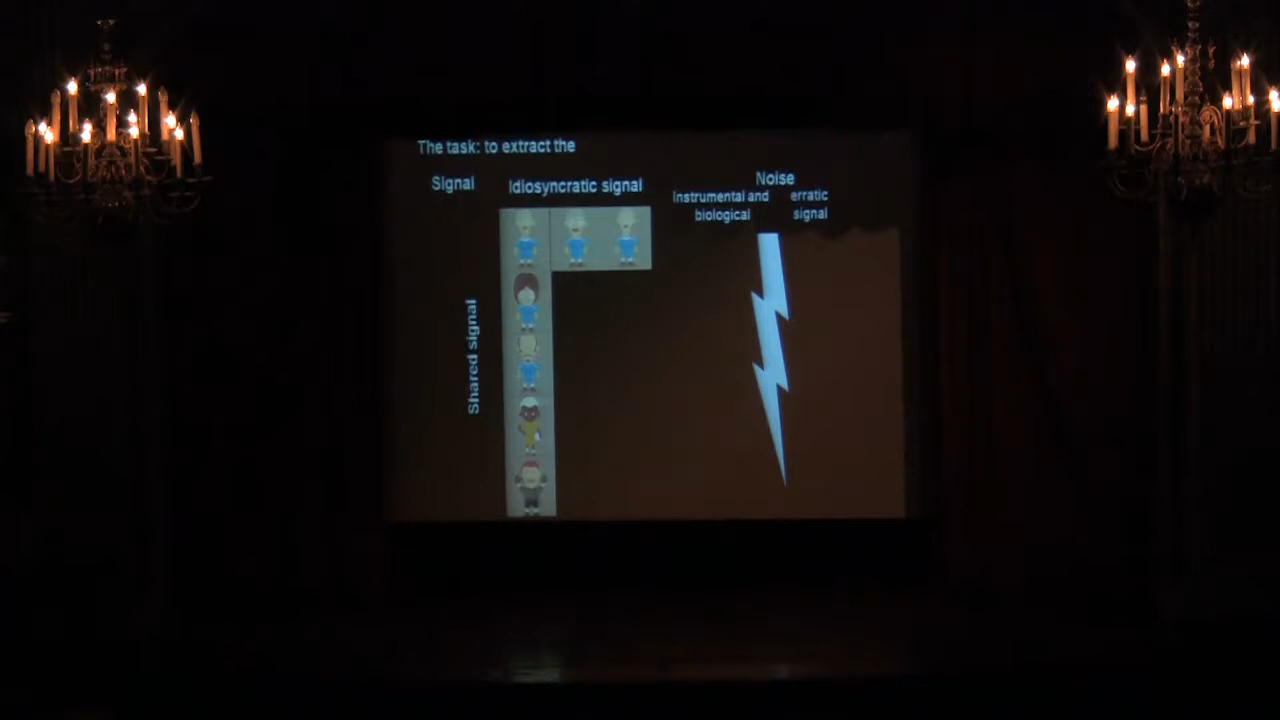 The task: to extract the
Signal
Idiosyncratic signal
Noise
instrumental and
biological
erratic
signal
Shared signal